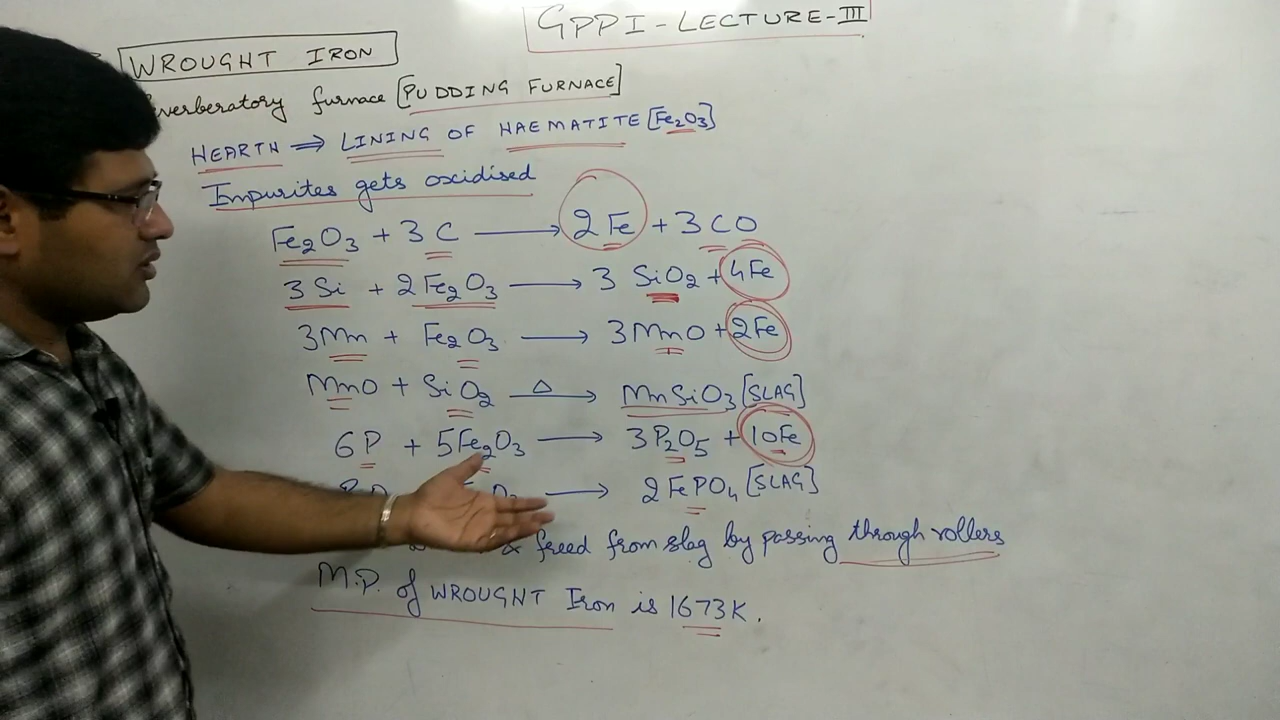 GPPI-LECTURE-III
WROUGHT IRON
furnace [PUDDING FURNACE]
HEARTH ⟹ LINING OF HAEMATITE [Fe₂O₃]
Impurites gets oxidised
Fe₂O₃ + 3C ⟶ 2Fe + 3CO
3Si + 2Fe₂O₃ ⟶ 3SiO₂ + 4Fe
3Mn + Fe₂O₃ ⟶ 3MnO + 2Fe
MnO + SiO₂ —Δ→ MnSiO₃ [SLAG]
6P + 5Fe₂O₃ ⟶ 3P₂O₅ + 10Fe
⟶ 2FePO₄ [SLAG]
& freed from slag by passing through rollers
M.P. of WROUGHT Iron is 1673K.